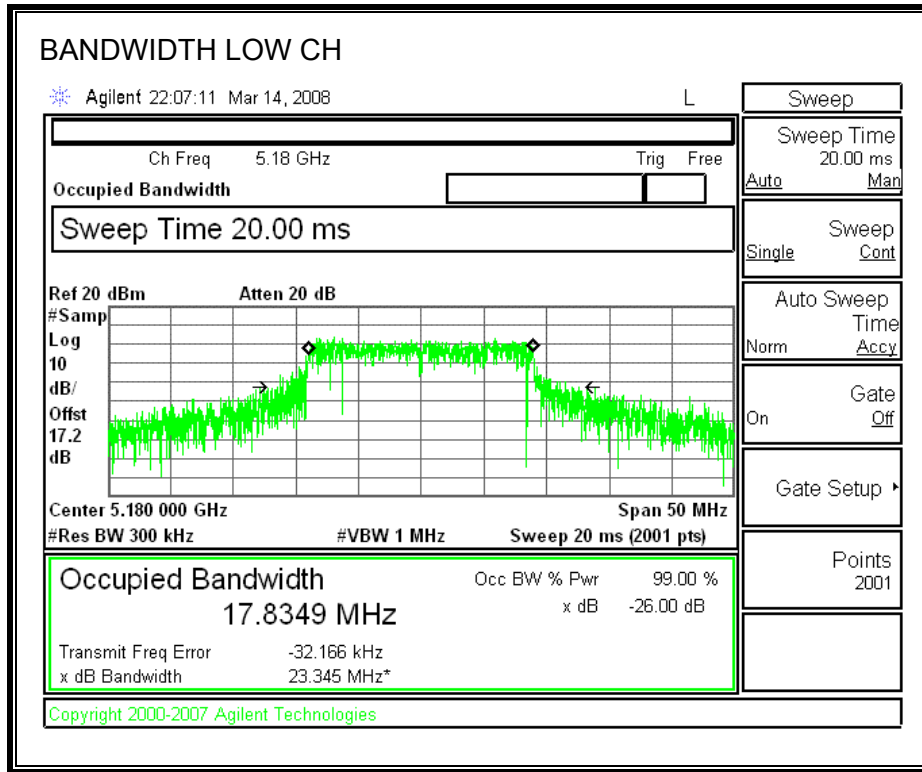 BANDWIDTH LOW CH
Agilent 22:07:11 Mar 14, 2008 L
Ch Freq 5.18 GHz Trig Free
Occupied Bandwidth
Sweep Time 20.00 ms
Ref 20 dBm Atten 20 dB
#Samp
Log
10
dB/
Offst
17.2
dB
Center 5.180 000 GHz Span 50 MHz
#Res BW 300 kHz #VBW 1 MHz Sweep 20 ms (2001 pts)
Occupied Bandwidth Occ BW % Pwr 99.00 %
17.8349 MHz x dB -26.00 dB
Transmit Freq Error -32.166 kHz
x dB Bandwidth 23.345 MHz*
Copyright 2000-2007 Agilent Technologies
Sweep
Sweep Time
20.00 ms
Auto Man
Sweep
Single Cont
Auto Sweep
Time
Norm Accy
Gate
On Off
Gate Setup
Points
2001